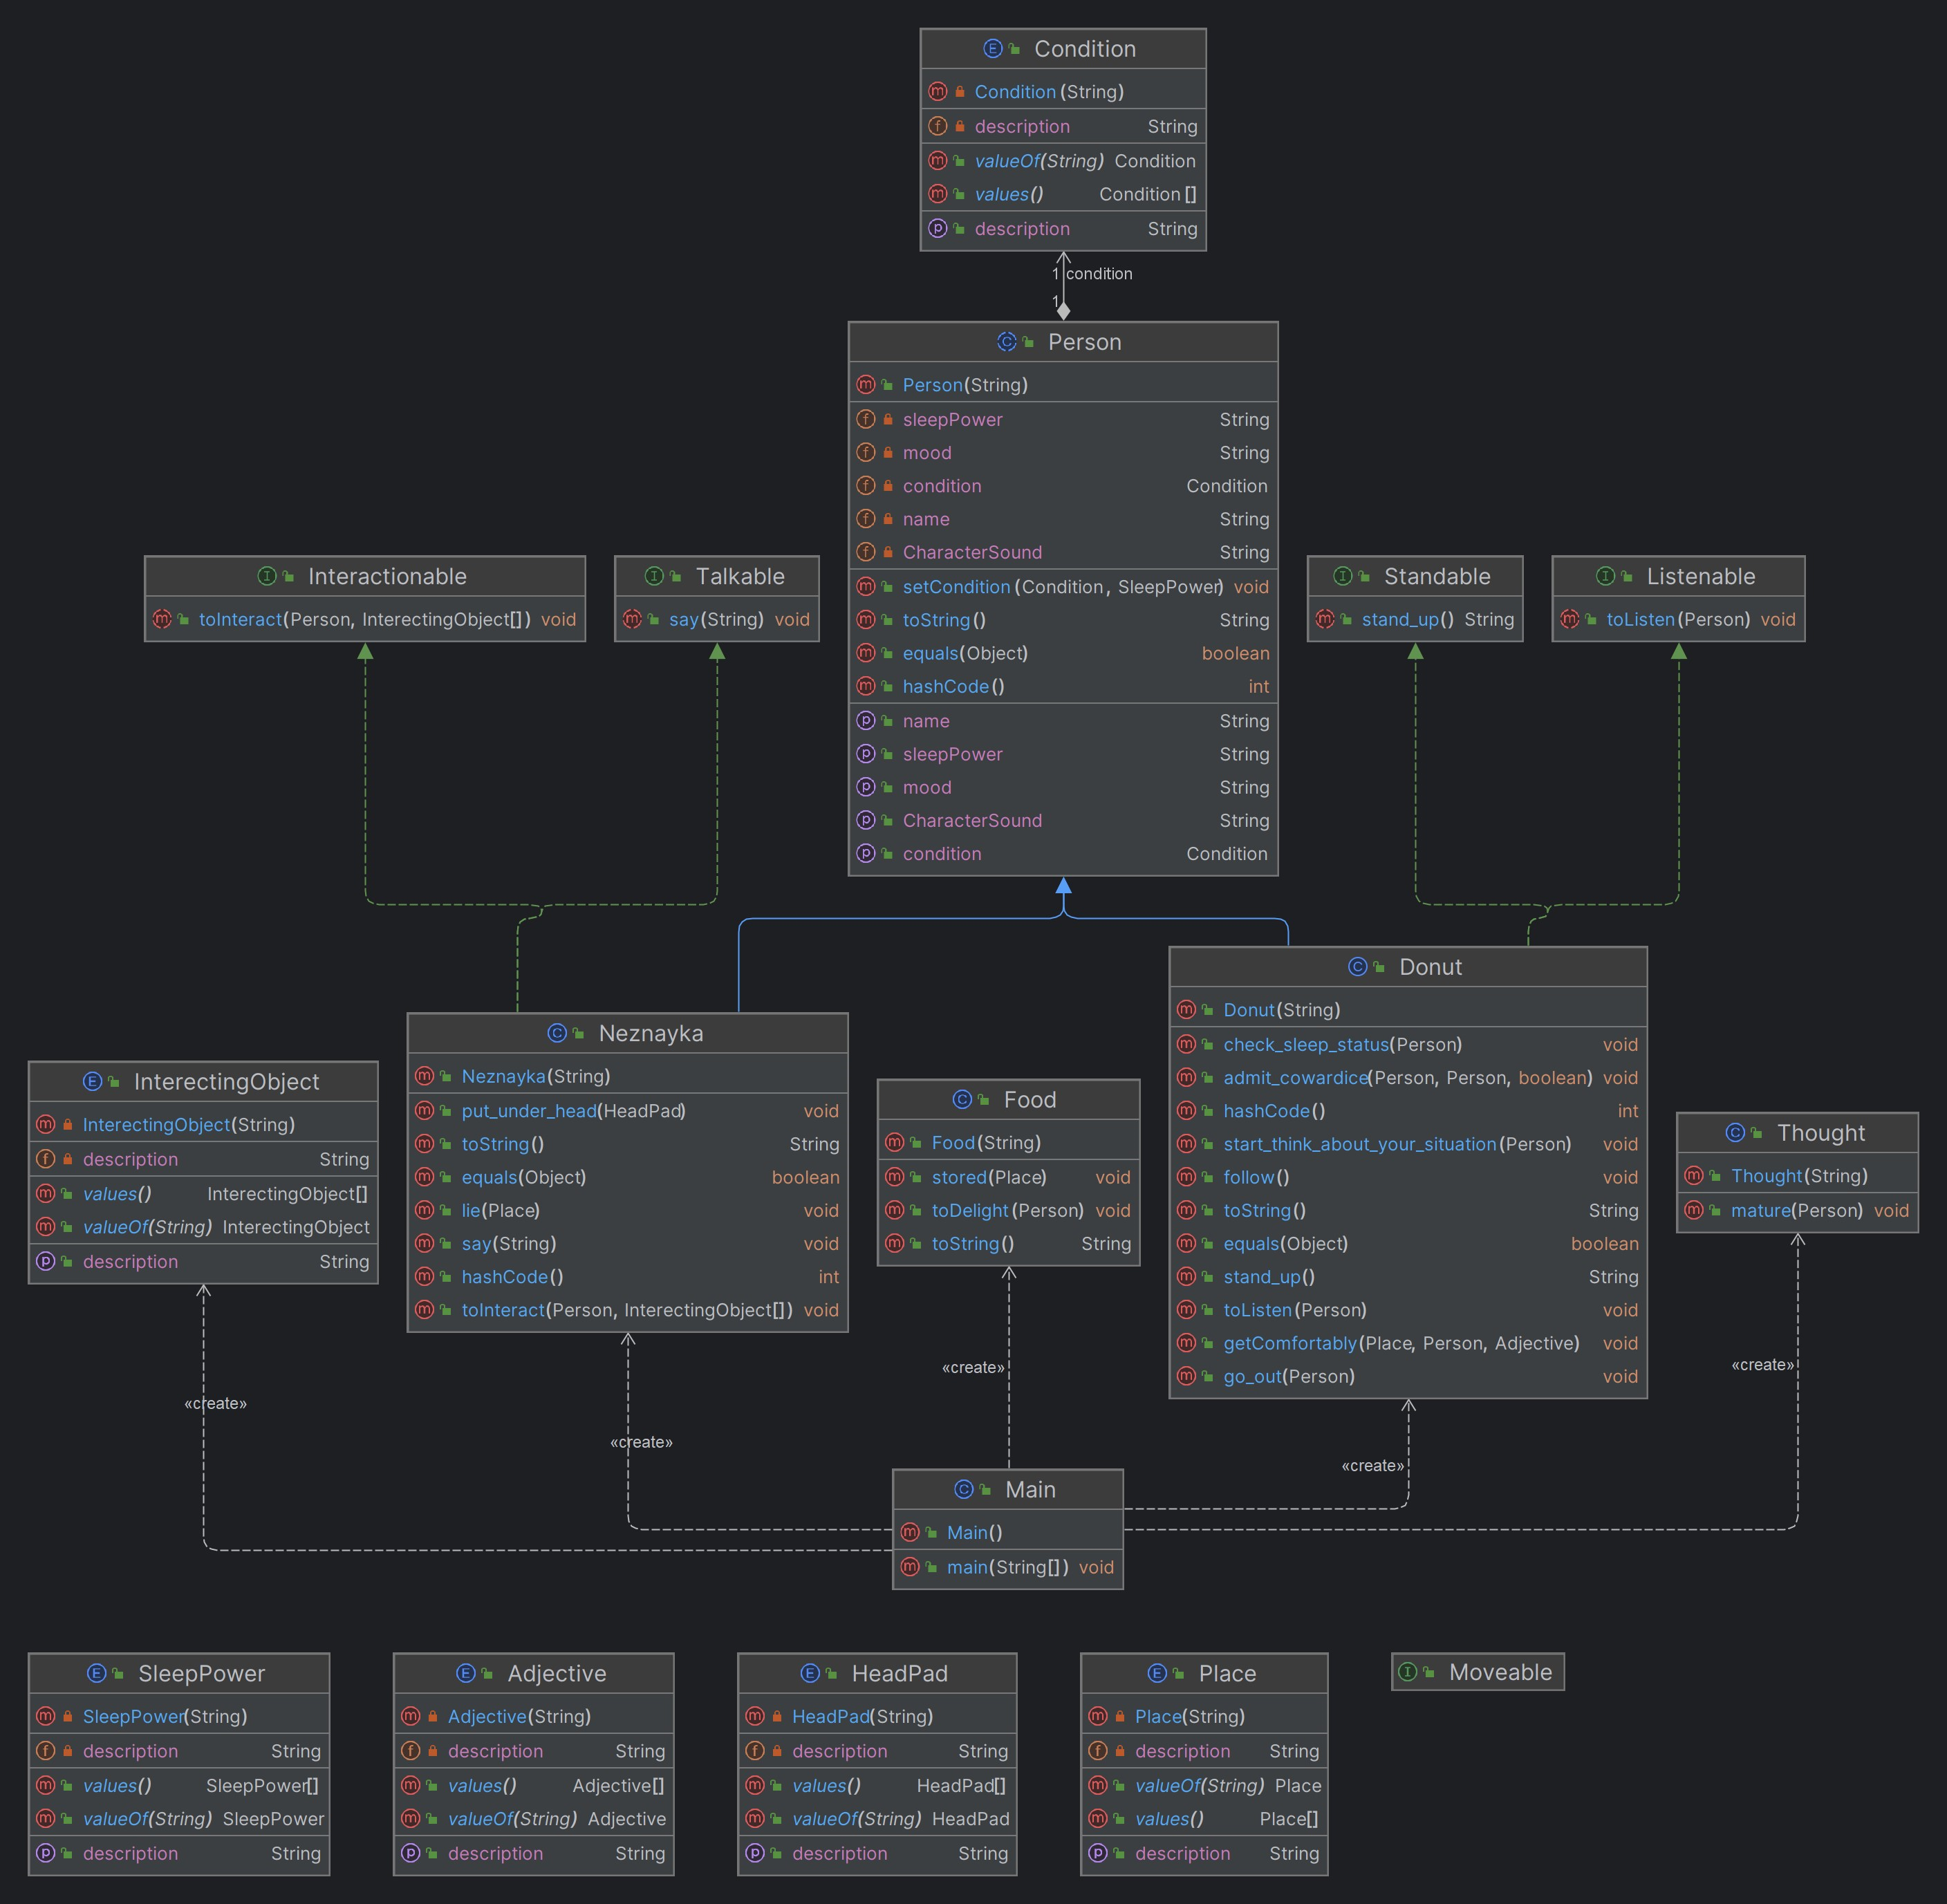 Condition
Condition(String)
description String
valueOf(String) Condition
values() Condition[]
description String
1 condition
1
Person
Person(String)
sleepPower String
mood String
condition Condition
name String
CharacterSound String
setCondition(Condition, SleepPower) void
toString() String
equals(Object) boolean
hashCode() int
name String
sleepPower String
mood String
CharacterSound String
condition Condition
Interactionable
toInteract(Person, InterectingObject[]) void
Talkable
say(String) void
Standable
stand_up() String
Listenable
toListen(Person) void
InterectingObject
InterectingObject(String)
description String
values() InterectingObject[]
valueOf(String) InterectingObject
description String
Neznayka
Neznayka(String)
put_under_head(HeadPad) void
toString() String
equals(Object) boolean
lie(Place) void
say(String) void
hashCode() int
toInteract(Person, InterectingObject[]) void
Food
Food(String)
stored(Place) void
toDelight(Person) void
toString() String
Donut
Donut(String)
check_sleep_status(Person) void
admit_cowardice(Person, Person, boolean) void
hashCode() int
start_think_about_your_situation(Person) void
follow() void
toString() String
equals(Object) boolean
stand_up() String
toListen(Person) void
getComfortably(Place, Person, Adjective) void
go_out(Person) void
Thought
Thought(String)
mature(Person) void
«create»
«create»
«create»
«create»
«create»
Main
Main()
main(String[]) void
SleepPower
SleepPower(String)
description String
values() SleepPower[]
valueOf(String) SleepPower
description String
Adjective
Adjective(String)
description String
values() Adjective[]
valueOf(String) Adjective
description String
HeadPad
HeadPad(String)
description String
values() HeadPad[]
valueOf(String) HeadPad
description String
Place
Place(String)
description String
valueOf(String) Place
values() Place[]
description String
Moveable